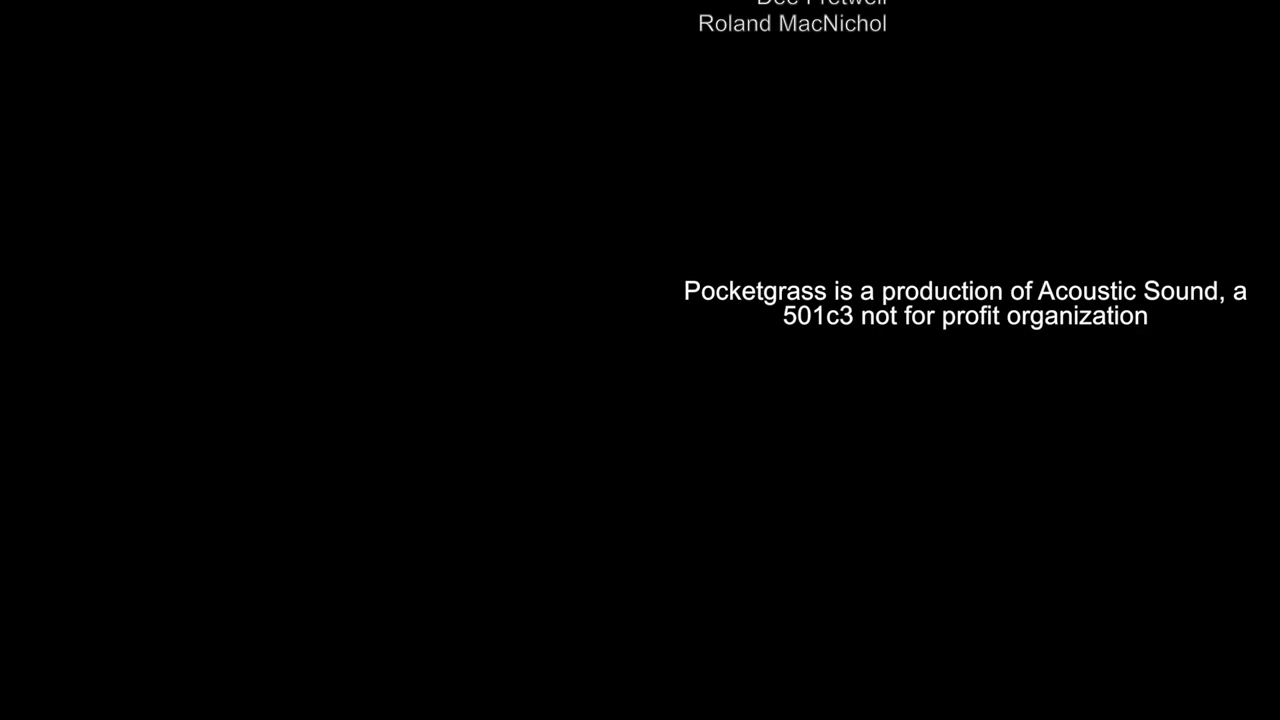 Roland MacNichol
Pocketgrass is a production of Acoustic Sound, a
501c3 not for profit organization